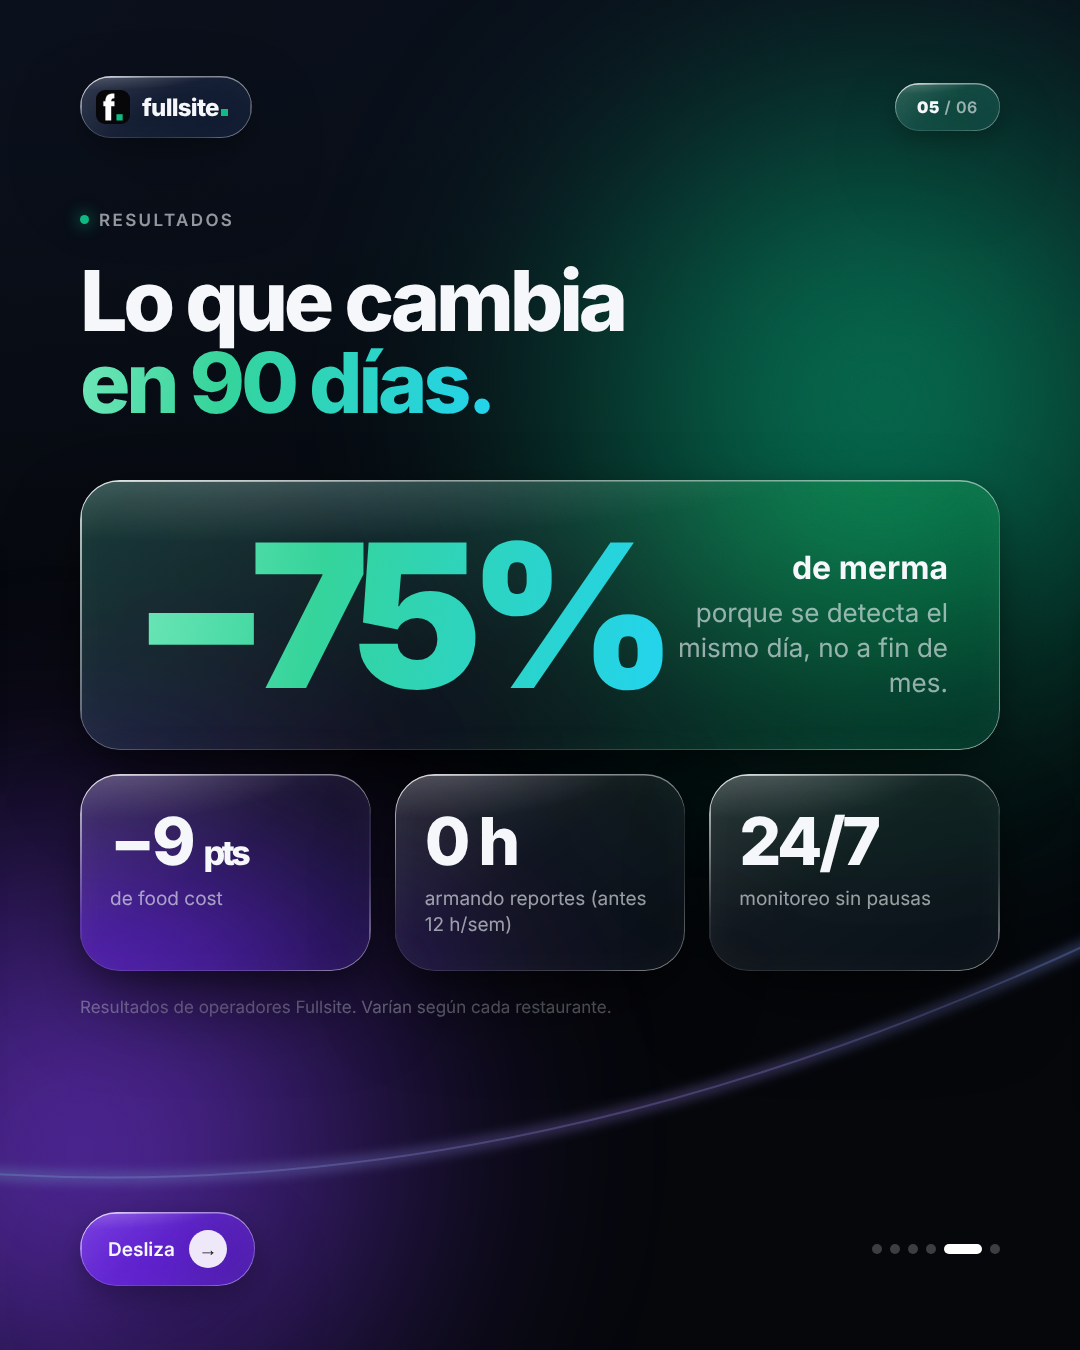 f. fullsite.
05 / 06
RESULTADOS
Lo que cambia
en 90 días.
–75%
de merma
porque se detecta el
mismo día, no a fin de
mes.
–9 pts
de food cost
0 h
armando reportes (antes
12 h/sem)
24/7
monitoreo sin pausas
Resultados de operadores Fullsite. Varían según cada restaurante.
Desliza →